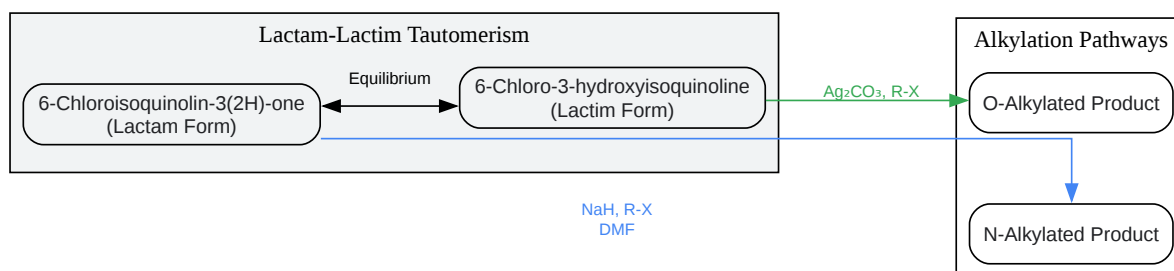 Lactam-Lactim Tautomerism
Alkylation Pathways
Equilibrium
6-Chloroisoquinolin-3(2H)-one
(Lactam Form)
6-Chloro-3-hydroxyisoquinoline
(Lactim Form)
Ag₂CO₃, R-X
O-Alkylated Product
NaH, R-X
DMF
N-Alkylated Product